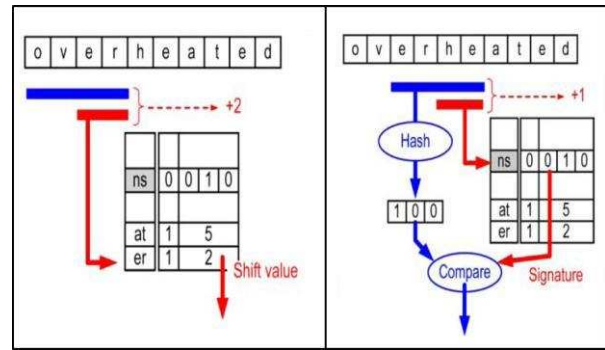 o v e r h e a t e d
+2
ns 0 0 1 0
at 1 5
er 1 2
Shift value
o v e r h e a t e d
+1
Hash
ns 0 0 1 0
1 0 0
at 1 5
er 1 2
Compare
Signature